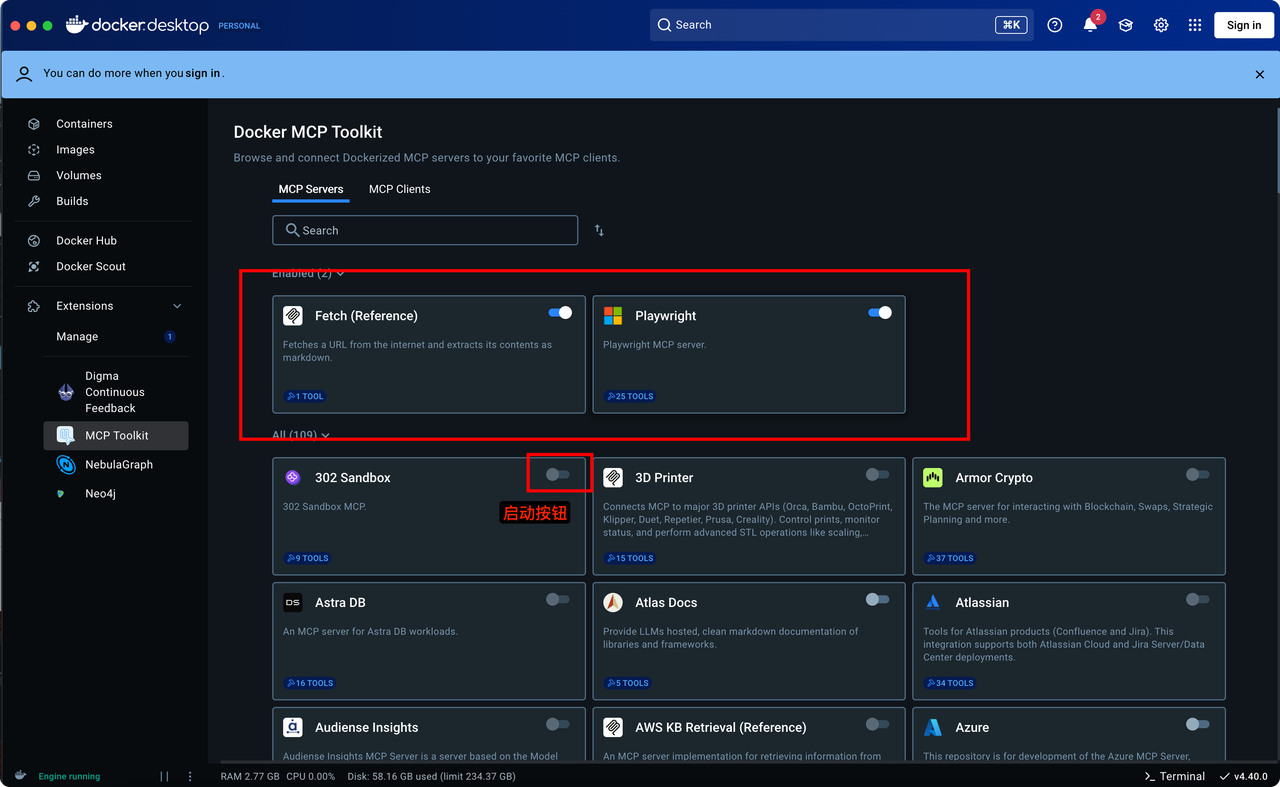 docker.desktop PERSONAL
Search ⌘K
2
Sign in
You can do more when you sign in.
Containers
Images
Volumes
Builds
Docker Hub
Docker Scout
Extensions
Manage 1
Digma
Continuous
Feedback
MCP Toolkit
NebulaGraph
Neo4j
Docker MCP Toolkit
Browse and connect Dockerized MCP servers to your favorite MCP clients.
MCP Servers MCP Clients
Search
Enabled (2)
Fetch (Reference)
Fetches a URL from the internet and extracts its contents as
markdown.
1 TOOL
Playwright
Playwright MCP server.
25 TOOLS
All (109)
302 Sandbox
302 Sandbox MCP.
启动按钮
9 TOOLS
3D Printer
Connects MCP to major 3D printer APIs (Orca, Bambu, OctoPrint,
Klipper, Duet, Repetier, Prusa, Creality). Control prints, monitor
status, and perform advanced STL operations like scaling,...
15 TOOLS
Armor Crypto
The MCP server for interacting with Blockchain, Swaps, Strategic
Planning and more.
37 TOOLS
DS
Astra DB
An MCP server for Astra DB workloads.
16 TOOLS
Atlas Docs
Provide LLMs hosted, clean markdown documentation of
libraries and frameworks.
5 TOOLS
Atlassian
Tools for Atlassian products (Confluence and Jira). This
integration supports both Atlassian Cloud and Jira Server/Data
Center deployments.
34 TOOLS
Audiense Insights
Audiense Insights MCP Server is a server based on the Model
AWS KB Retrieval (Reference)
An MCP server implementation for retrieving information from
Azure
This repository is for development of the Azure MCP Server,
Engine running
RAM 2.77 GB CPU 0.00% Disk: 58.16 GB used (limit 234.37 GB)
>_ Terminal
v4.40.0